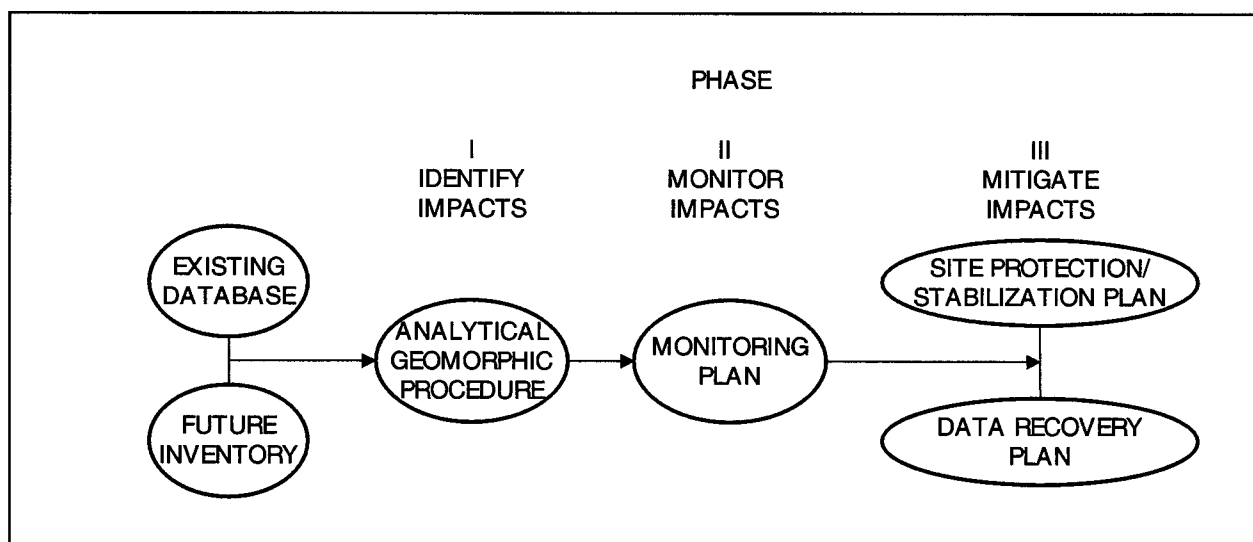 PHASE
I
IDENTIFY
IMPACTS
II
MONITOR
IMPACTS
III
MITIGATE
IMPACTS
EXISTING
DATABASE
FUTURE
INVENTORY
ANALYTICAL
GEOMORPHIC
PROCEDURE
MONITORING
PLAN
SITE PROTECTION/
STABILIZATION PLAN
DATA RECOVERY
PLAN